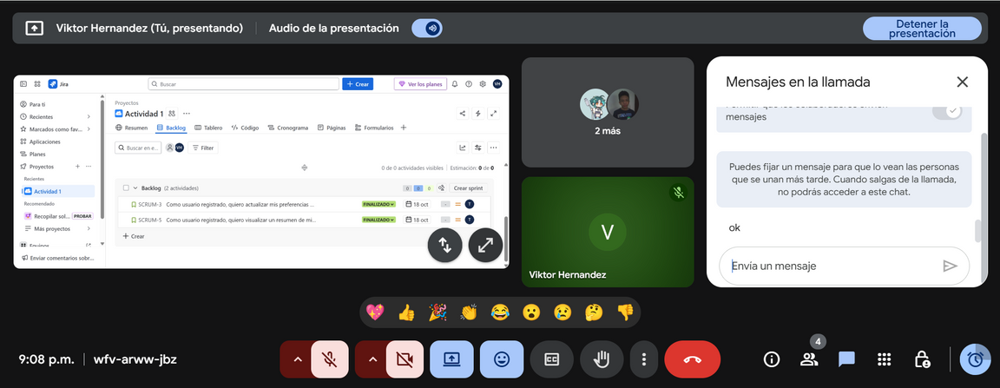 Viktor Hernandez (Tú, presentando)
Audio de la presentación
Detener la
presentación
Jira
Buscar
+ Crear
Ver los planes
VH
Para ti
Recientes
Marcados como fav...
Aplicaciones
Planes
Proyectos
Recientes
Actividad 1
Recomendado
Recopilar sol... PROBAR
Más proyectos
Equipos
Enviar comentarios sobr...
Proyectos
Actividad 1
Resumen
Backlog
Tablero
Código
Cronograma
Páginas
Formularios
Buscar en e...
VH
Filter
0 de 0 actividades visibles
Estimación: 0 de 0
Backlog (2 actividades)
0 0 0
Crear sprint
SCRUM-3 Como usuario registrado, quiero actualizar mis preferencias ... FINALIZADO 18 oct - T
SCRUM-5 Como usuario registrado, quiero visualizar un resumen de mi... FINALIZADO 18 oct - T
+ Crear
2 más
V
Viktor Hernandez
Mensajes en la llamada
mensajes
Puedes fijar un mensaje para que lo vean las personas
que se unan más tarde. Cuando salgas de la llamada,
no podrás acceder a este chat.
ok
Envía un mensaje
9:08 p.m. | wfv-arww-jbz
CC
4